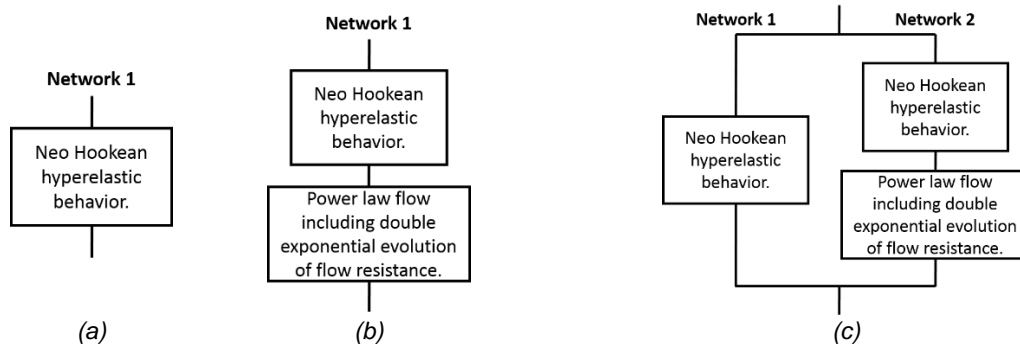 Network 1
Neo Hookean
hyperelastic
behavior.
(a)
Network 1
Neo Hookean
hyperelastic
behavior.
Power law flow
including double
exponential evolution
of flow resistance.
(b)
Network 1
Neo Hookean
hyperelastic
behavior.
Network 2
Neo Hookean
hyperelastic
behavior.
Power law flow
including double
exponential evolution
of flow resistance.
(c)